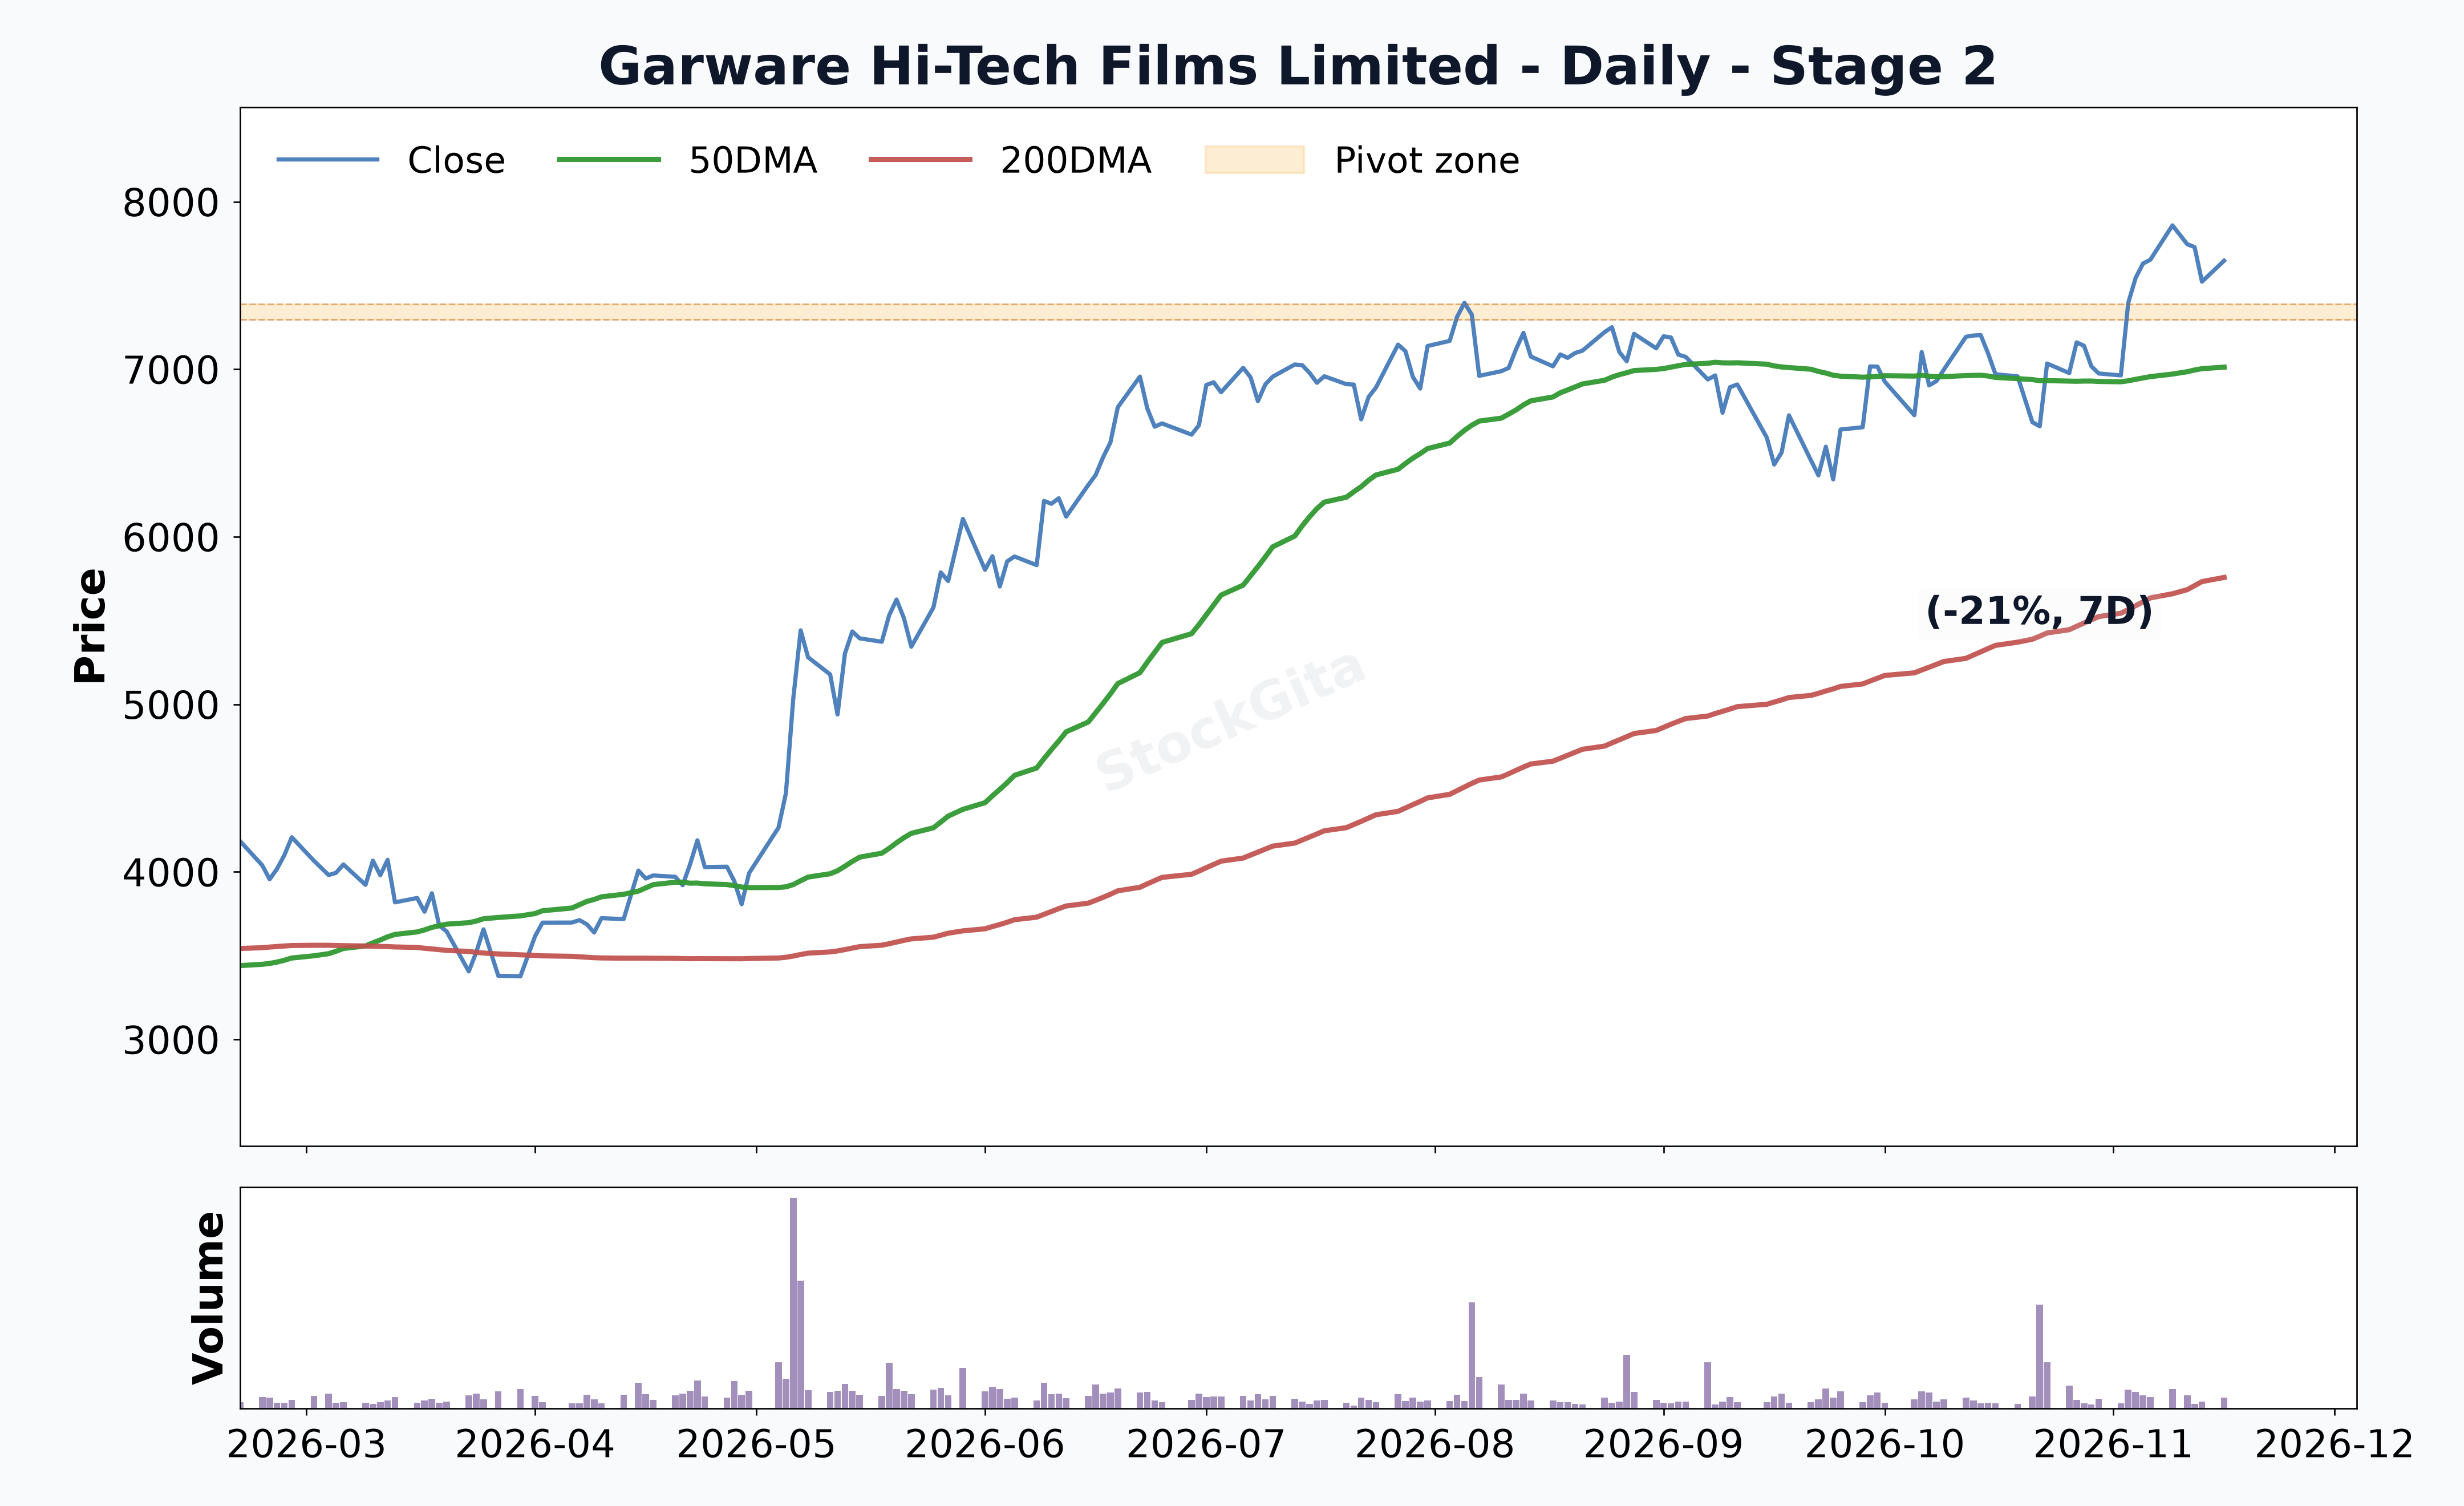 Garware Hi-Tech Films Limited - Daily - Stage 2
Close 50DMA 200DMA Pivot zone
8000
7000
6000
5000
4000
3000
Price
(-21%, 7D)
StockGita
Volume
2026-03 2026-04 2026-05 2026-06 2026-07 2026-08 2026-09 2026-10 2026-11 2026-12